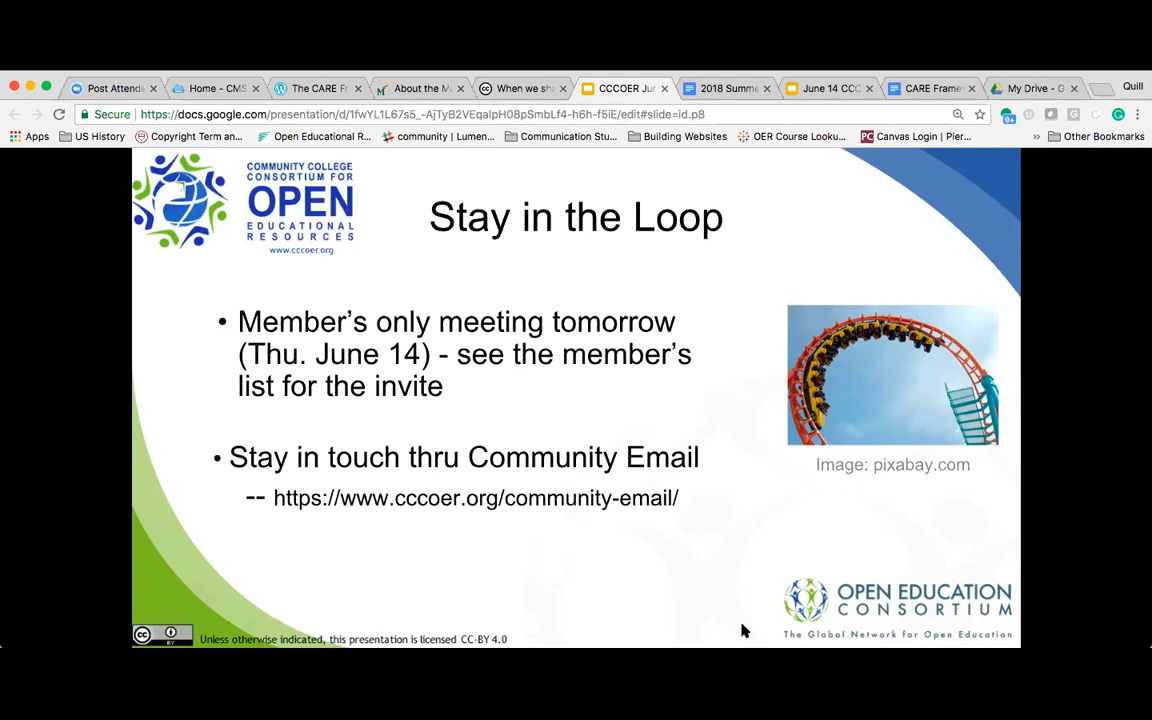 Post Attende
Home - CMS
The CARE Fr
About the M
When we sha
CCCOER Jun
2018 Summe
June 14 CCC
CARE Frame
My Drive - G
Quill
Secure
https://docs.google.com/presentation/d/1fwYL1L67s5_-AjTyB2VEqaIpH08pSmbLf4-h6h-f5iE/edit#slide=id.p8
Apps
US History
Copyright Term an...
Open Educational R...
community | Lumen...
Communication Stu...
Building Websites
OER Course Looku...
Canvas Login | Pier...
»
Other Bookmarks
COMMUNITY COLLEGE
CONSORTIUM FOR
OPEN
EDUCATIONAL
RESOURCES
www.cccoer.org
Stay in the Loop
• Member's only meeting tomorrow
(Thu. June 14) - see the member's
list for the invite
• Stay in touch thru Community Email
-- https://www.cccoer.org/community-email/
Image: pixabay.com
OPEN EDUCATION
CONSORTIUM
The Global Network for Open Education
cc
BY
Unless otherwise indicated, this presentation is licensed CC-BY 4.0